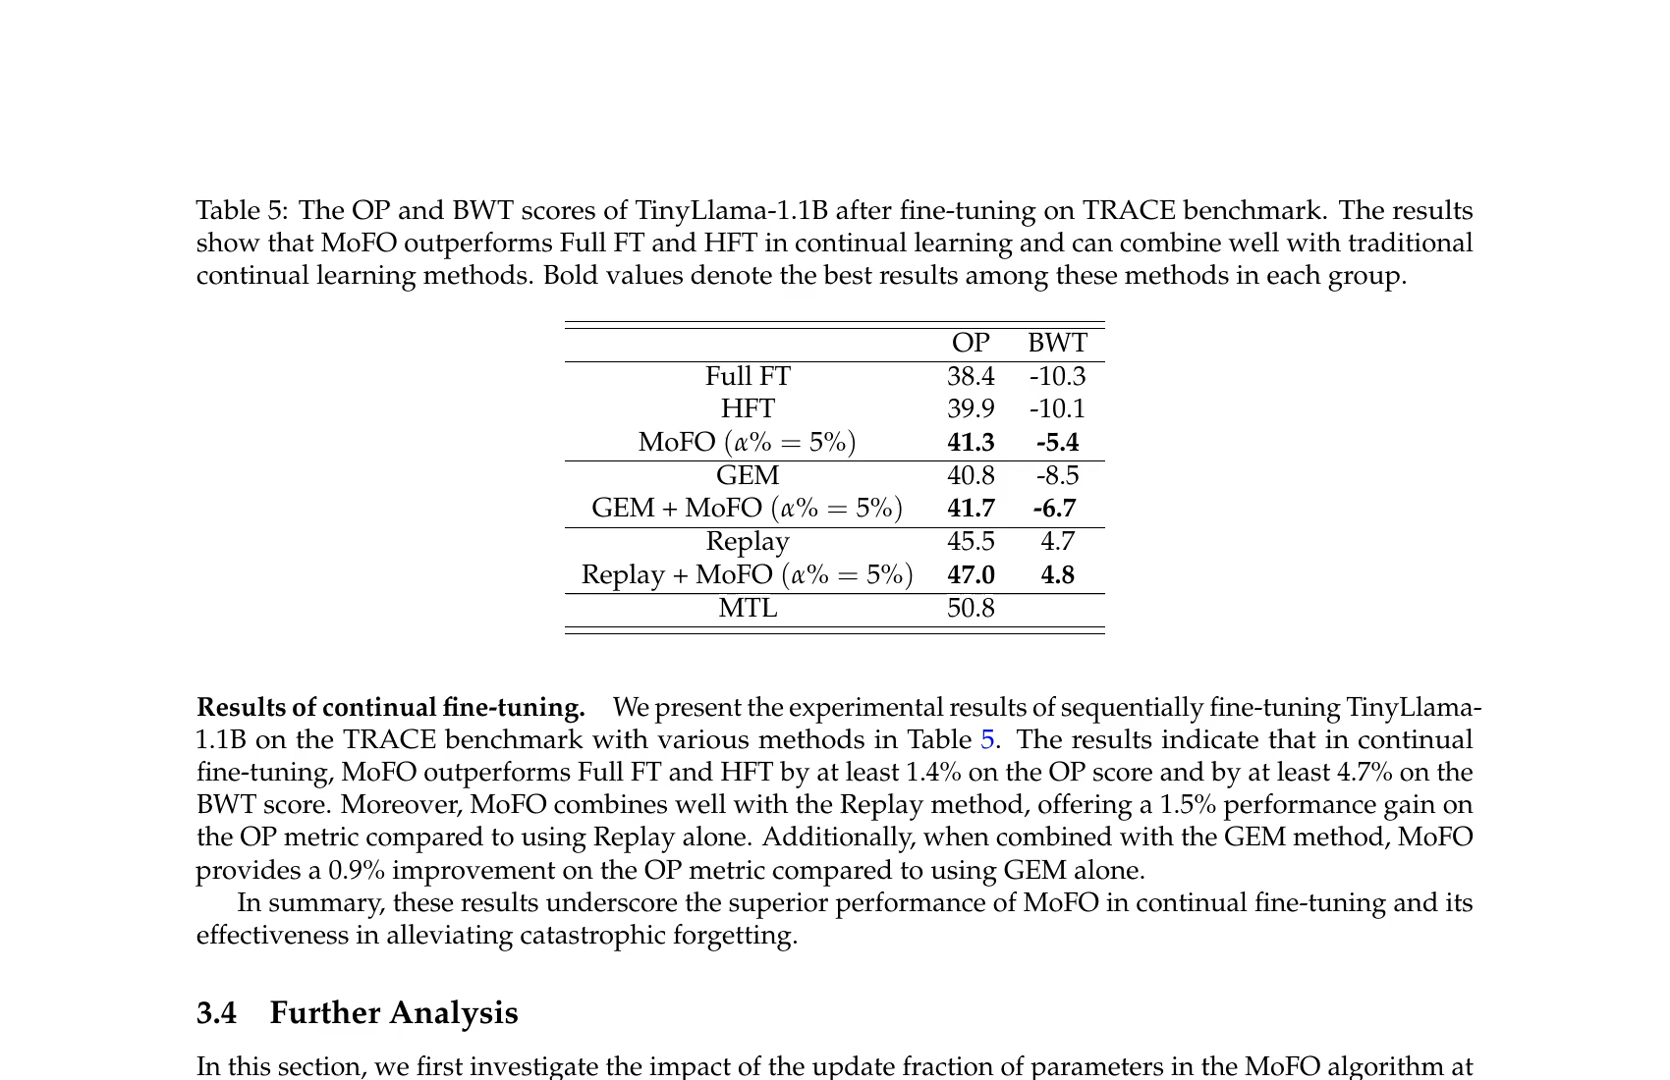 Table 5: The OP and BWT scores of TinyLlama-1.1B after fine-tuning on TRACE benchmark. The results
show that MoFO outperforms Full FT and HFT in continual learning and can combine well with traditional
continual learning methods. Bold values denote the best results among these methods in each group.
OP BWT
Full FT 38.4 -10.3
HFT 39.9 -10.1
MoFO (α% = 5%) 41.3 -5.4
GEM 40.8 -8.5
GEM + MoFO (α% = 5%) 41.7 -6.7
Replay 45.5 4.7
Replay + MoFO (α% = 5%) 47.0 4.8
MTL 50.8
Results of continual fine-tuning. We present the experimental results of sequentially fine-tuning TinyLlama-
1.1B on the TRACE benchmark with various methods in Table 5. The results indicate that in continual
fine-tuning, MoFO outperforms Full FT and HFT by at least 1.4% on the OP score and by at least 4.7% on the
BWT score. Moreover, MoFO combines well with the Replay method, offering a 1.5% performance gain on
the OP metric compared to using Replay alone. Additionally, when combined with the GEM method, MoFO
provides a 0.9% improvement on the OP metric compared to using GEM alone.
In summary, these results underscore the superior performance of MoFO in continual fine-tuning and its
effectiveness in alleviating catastrophic forgetting.
3.4 Further Analysis
In this section, we first investigate the impact of the update fraction of parameters in the MoFO algorithm at